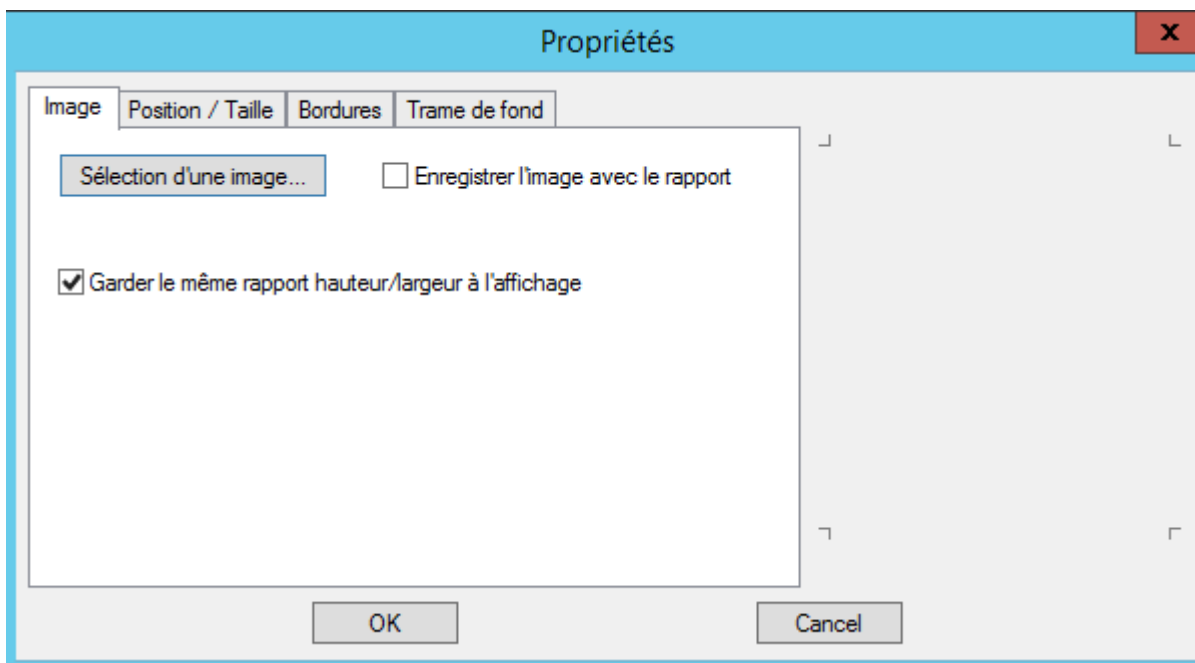 Propriétés
x
Image Position / Taille Bordures Trame de fond
Sélection d'une image... Enregistrer l'image avec le rapport
Garder le même rapport hauteur/largeur à l'affichage
OK Cancel